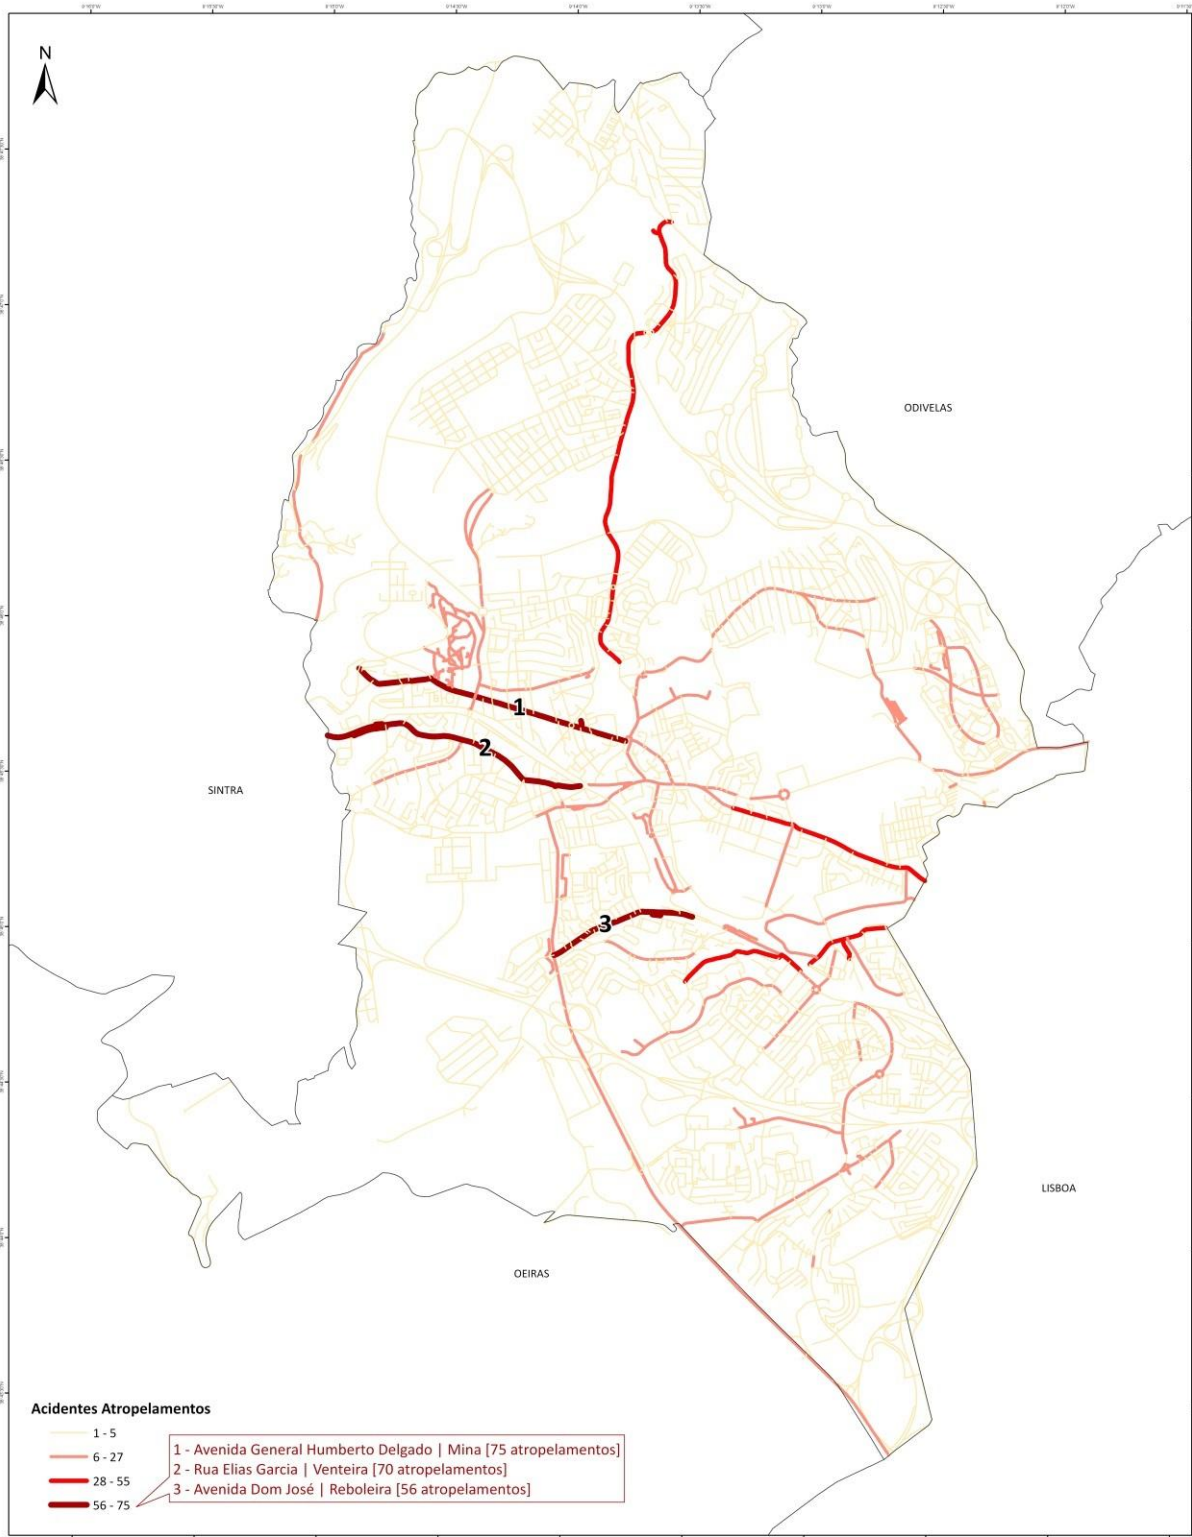 N
ODIVELAS
1
2
SINTRA
3
LISBOA
OEIRAS
Acidentes Atropelamentos
1 - 5
6 - 27
28 - 55
56 - 75
1 - Avenida General Humberto Delgado | Mina [75 atropelamentos]
2 - Rua Elias Garcia | Venteira [70 atropelamentos]
3 - Avenida Dom José | Reboleira [56 atropelamentos]